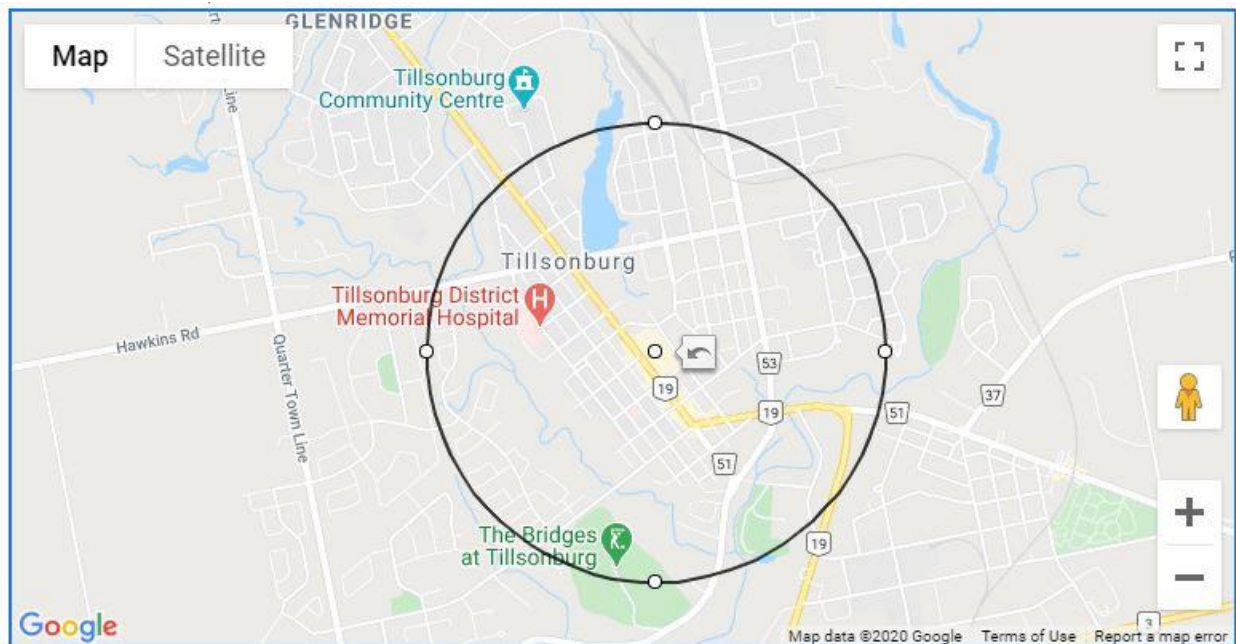 GLENRIDGE
Map Satellite
Tillsonburg
Community Centre
Tillsonburg
Tillsonburg District
Memorial Hospital
H
Hawkins Rd
Quarter Town Line
53
19
37
19
51
51
The Bridges
at Tillsonburg
19
3
Google
Map data ©2020 Google Terms of Use Report a map error